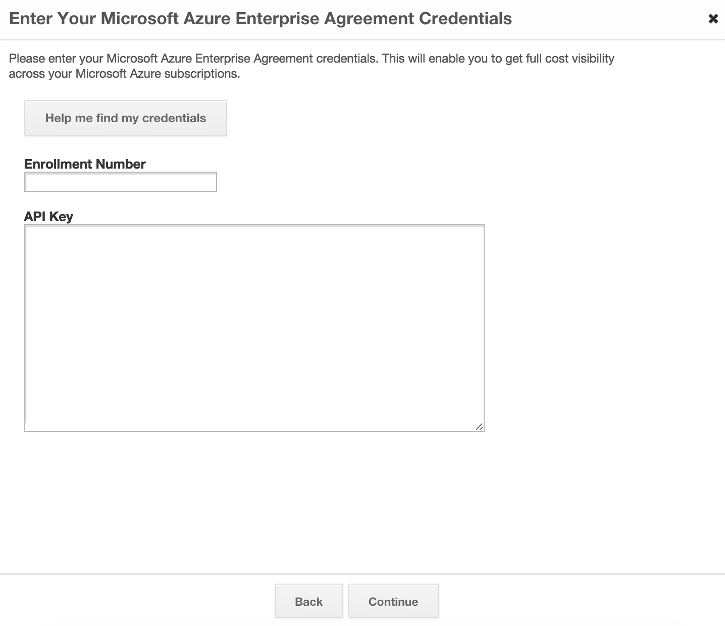 Enter Your Microsoft Azure Enterprise Agreement Credentials
Please enter your Microsoft Azure Enterprise Agreement credentials. This will enable you to get full cost visibility
across your Microsoft Azure subscriptions.
Help me find my credentials
Enrollment Number
API Key
Back
Continue